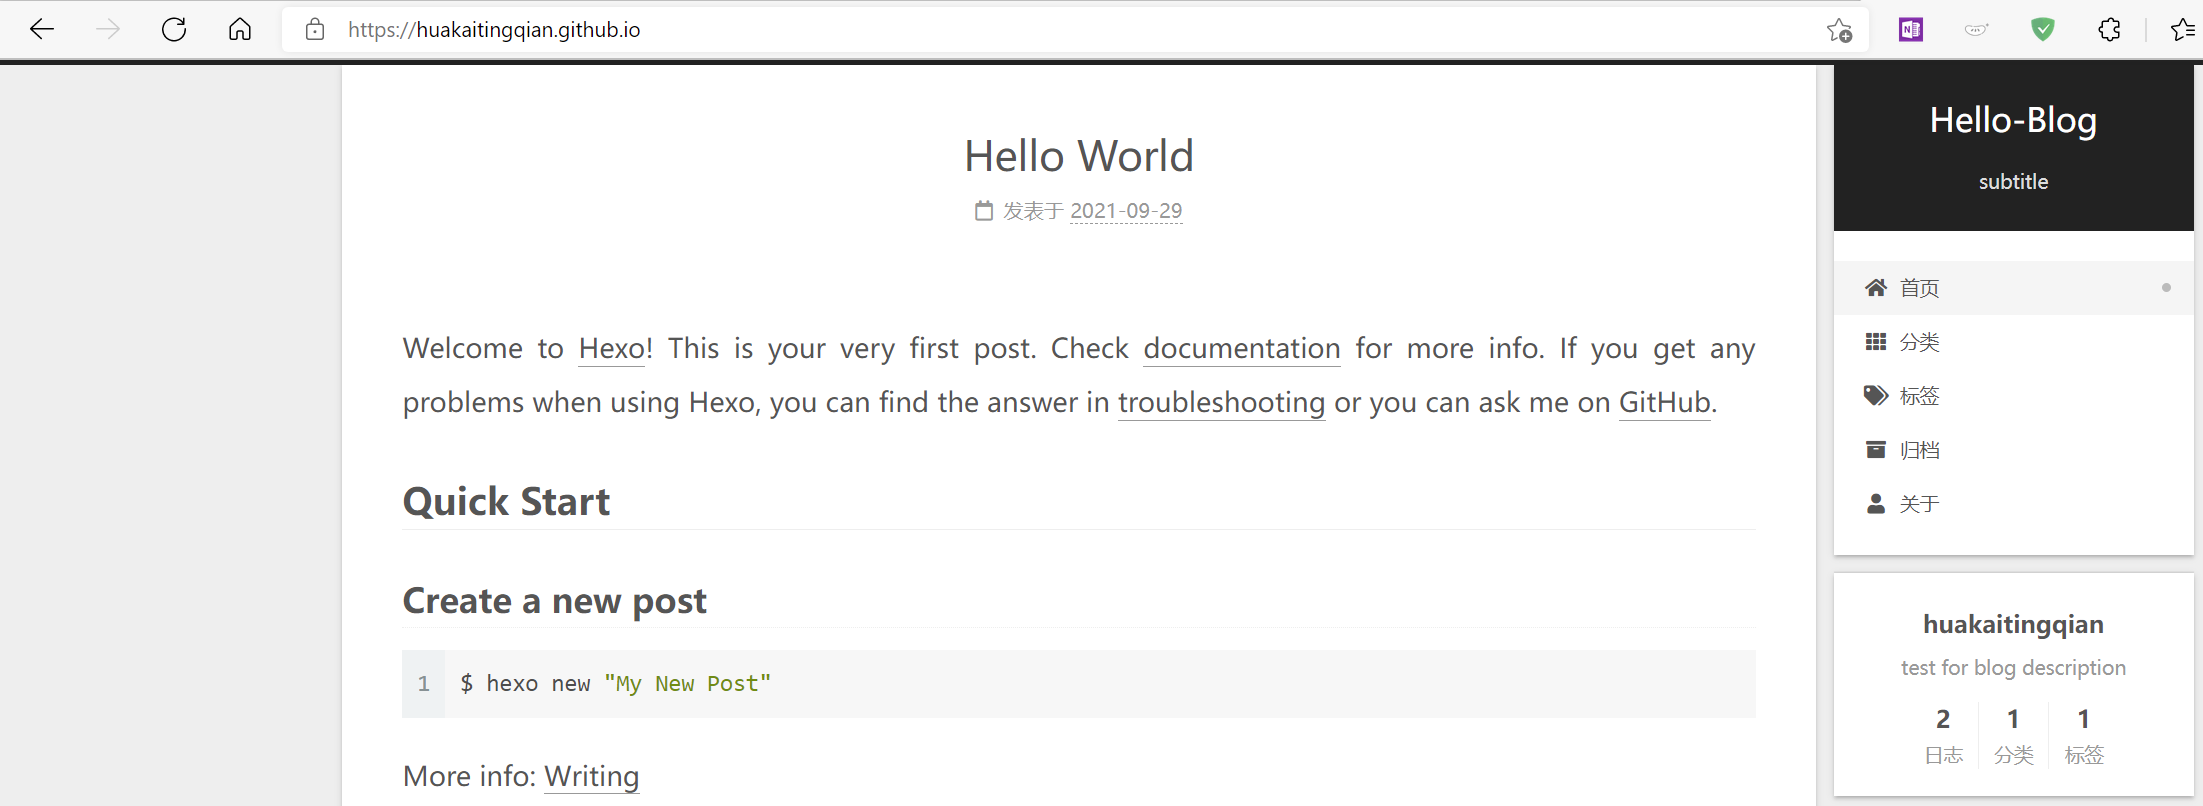 https://huakaitingqian.github.io
Hello World
发表于 2021-09-29
Welcome to Hexo! This is your very first post. Check documentation for more info. If you get any
problems when using Hexo, you can find the answer in troubleshooting or you can ask me on GitHub.
Quick Start
Create a new post
1 $ hexo new "My New Post"
More info: Writing
Hello-Blog
subtitle
首页
分类
标签
归档
关于
huakaitingqian
test for blog description
2 1 1
日志 分类 标签